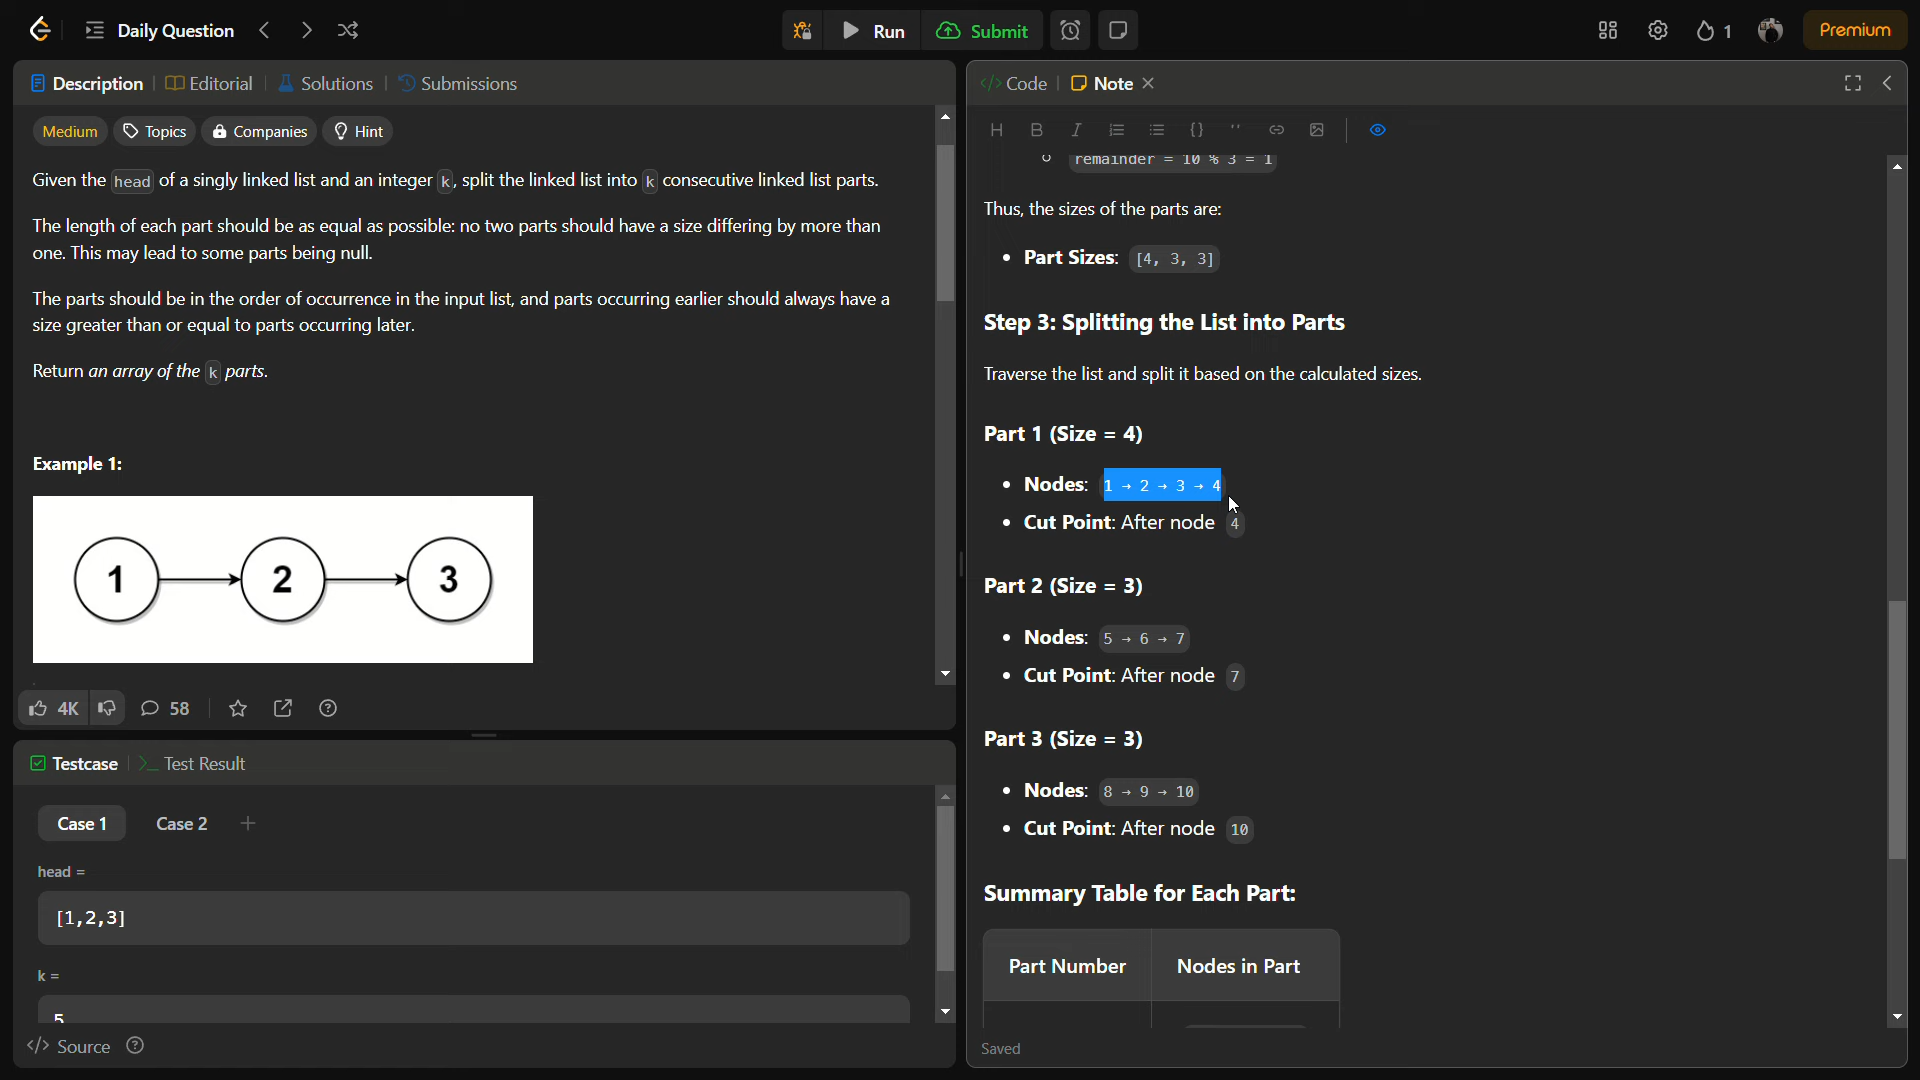 Daily Question
Run
Submit
1
Premium
Description
Editorial
Solutions
Submissions
Medium
Topics
Companies
Hint
Given the head of a singly linked list and an integer k, split the linked list into k consecutive linked list parts.
The length of each part should be as equal as possible: no two parts should have a size differing by more than
one. This may lead to some parts being null.
The parts should be in the order of occurrence in the input list, and parts occurring earlier should always have a
size greater than or equal to parts occurring later.
Return an array of the k parts.
Example 1:
1
2
3
4K
58
Testcase
Test Result
Case 1
Case 2
head =
[1,2,3]
k =
5
Source
Code
Note
remainder = 10 % 3 = 1
Thus, the sizes of the parts are:
Part Sizes: [4, 3, 3]
Step 3: Splitting the List into Parts
Traverse the list and split it based on the calculated sizes.
Part 1 (Size = 4)
Nodes: 1 → 2 → 3 → 4
Cut Point: After node 4
Part 2 (Size = 3)
Nodes: 5 → 6 → 7
Cut Point: After node 7
Part 3 (Size = 3)
Nodes: 8 → 9 → 10
Cut Point: After node 10
Summary Table for Each Part:
Part Number
Nodes in Part
Saved